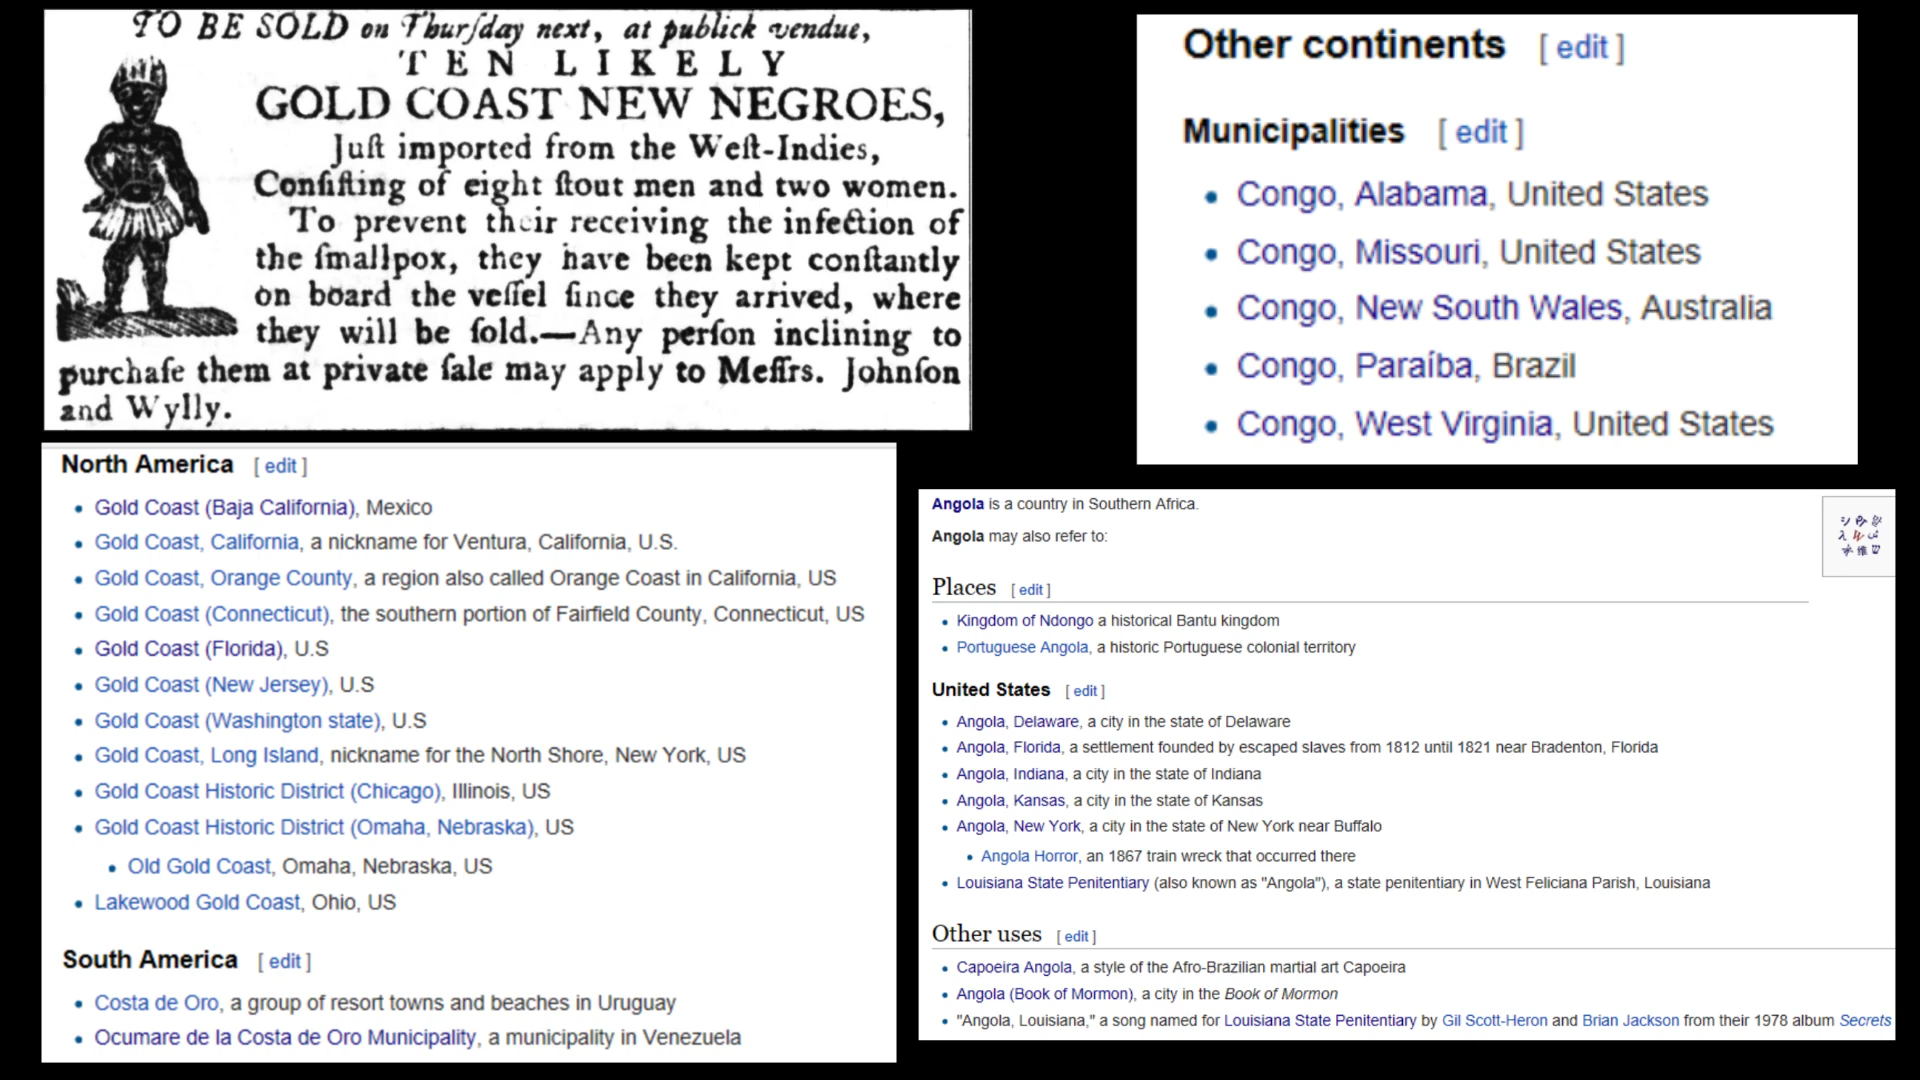 TO BE SOLD on Thurſday next, at publick vendue,
TEN LIKELY
GOLD COAST NEW NEGROES,
Juſt imported from the Weſt-Indies,
Conſiſting of eight ſtout men and two women.
To prevent their receiving the infection of
the ſmallpox, they have been kept conſtantly
on board the veſſel ſince they arrived, where
they will be ſold.—Any perſon inclining to
purchaſe them at private ſale may apply to Meſſrs. Johnſon
and Wylly.
Other continents [ edit ]
Municipalities [ edit ]
• Congo, Alabama, United States
• Congo, Missouri, United States
• Congo, New South Wales, Australia
• Congo, Paraíba, Brazil
• Congo, West Virginia, United States
North America [ edit ]
• Gold Coast (Baja California), Mexico
• Gold Coast, California, a nickname for Ventura, California, U.S.
• Gold Coast, Orange County, a region also called Orange Coast in California, US
• Gold Coast (Connecticut), the southern portion of Fairfield County, Connecticut, US
• Gold Coast (Florida), U.S
• Gold Coast (New Jersey), U.S
• Gold Coast (Washington state), U.S
• Gold Coast, Long Island, nickname for the North Shore, New York, US
• Gold Coast Historic District (Chicago), Illinois, US
• Gold Coast Historic District (Omaha, Nebraska), US
• Old Gold Coast, Omaha, Nebraska, US
• Lakewood Gold Coast, Ohio, US
South America [ edit ]
• Costa de Oro, a group of resort towns and beaches in Uruguay
• Ocumare de la Costa de Oro Municipality, a municipality in Venezuela
Angola is a country in Southern Africa.
Angola may also refer to:
Places [ edit ]
• Kingdom of Ndongo a historical Bantu kingdom
• Portuguese Angola, a historic Portuguese colonial territory
United States [ edit ]
• Angola, Delaware, a city in the state of Delaware
• Angola, Florida, a settlement founded by escaped slaves from 1812 until 1821 near Bradenton, Florida
• Angola, Indiana, a city in the state of Indiana
• Angola, Kansas, a city in the state of Kansas
• Angola, New York, a city in the state of New York near Buffalo
• Angola Horror, an 1867 train wreck that occurred there
• Louisiana State Penitentiary (also known as "Angola"), a state penitentiary in West Feliciana Parish, Louisiana
Other uses [ edit ]
• Capoeira Angola, a style of the Afro-Brazilian martial art Capoeira
• Angola (Book of Mormon), a city in the Book of Mormon
• "Angola, Louisiana," a song named for Louisiana State Penitentiary by Gil Scott-Heron and Brian Jackson from their 1978 album Secrets